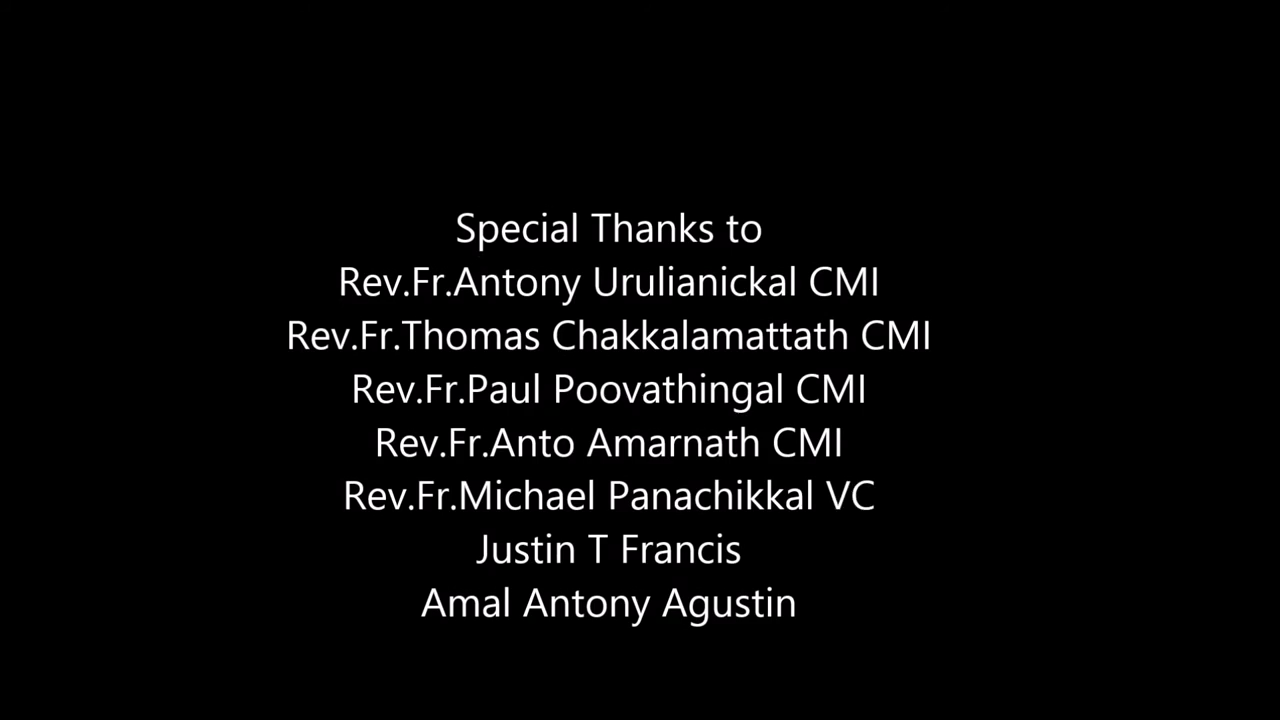 Special Thanks to
Rev.Fr.Antony Urulianickal CMI
Rev.Fr.Thomas Chakkalamattath CMI
Rev.Fr.Paul Poovathingal CMI
Rev.Fr.Anto Amarnath CMI
Rev.Fr.Michael Panachikkal VC
Justin T Francis
Amal Antony Agustin